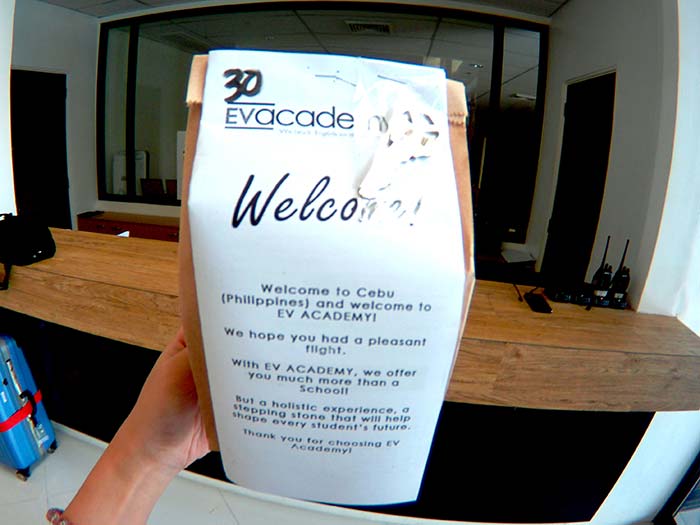 30
EVacade
Welco
Welcome to Cebu
(Philippines) and welcome to
EV ACADEMY!
We hope you had a pleasant
flight.
With EV ACADEMY, we offer
you much more than a
School!
But a holistic experience, a
stepping stone that will help
shape every student's future.
Thank you for choosing EV
Academy!